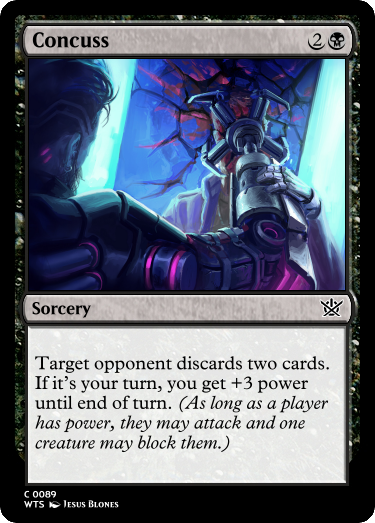 Concuss 2
Sorcery
Target opponent discards two cards.
If it's your turn, you get +3 power
until end of turn. (As long as a player
has power, they may attack and one
creature may block them.)
C 0089
WTS Jesus Blones